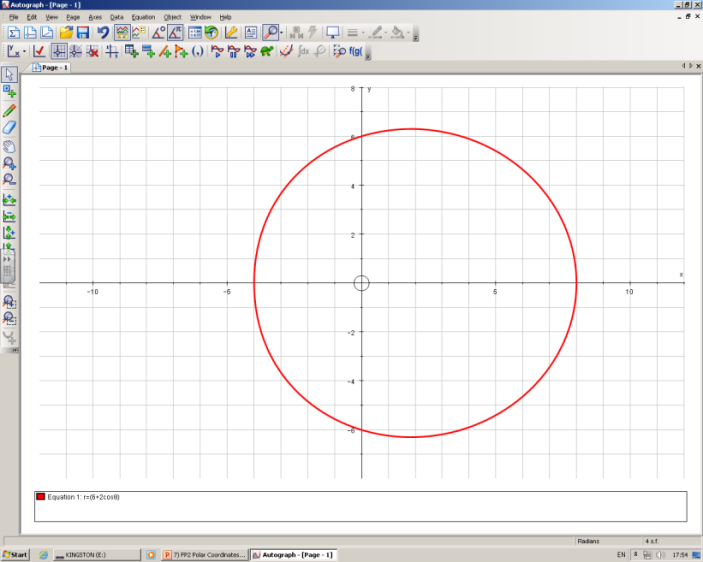 Autograph - [Page - 1]
File Edit View Page Axes Data Equation Object Window Help
Page - 1
8 y
6
4
2
x
-10 -5 5 10
-2
-4
-6
Equation 1: r=(6+2cosθ)
Radians 4 s.f.
Start KINGSTON (E:) 7) FP2 Polar Coordinates... Autograph - [Page - 1] EN 17:54